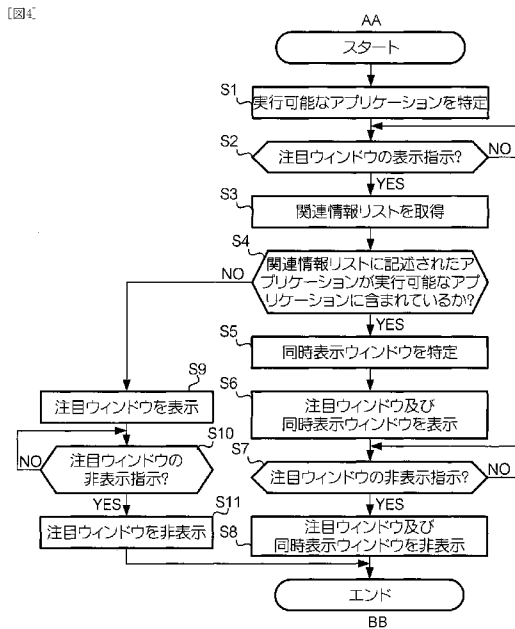 [図4]
AA
スタート
S1
実行可能なアプリケーションを特定
S2
注目ウィンドウの表示指示?
NO
YES
S3
関連情報リストを取得
S4
関連情報リストに記述されたア
プリケーションが実行可能なアプ
リケーションに含まれているか?
NO
YES
S5
同時表示ウィンドウを特定
S6
注目ウィンドウ及び
同時表示ウィンドウを表示
S7
注目ウィンドウの非表示指示?
NO
YES
S8
注目ウィンドウ及び
同時表示ウィンドウを非表示
S9
注目ウィンドウを表示
S10
注目ウィンドウの
非表示指示?
NO
YES
S11
注目ウィンドウを非表示
エンド
BB